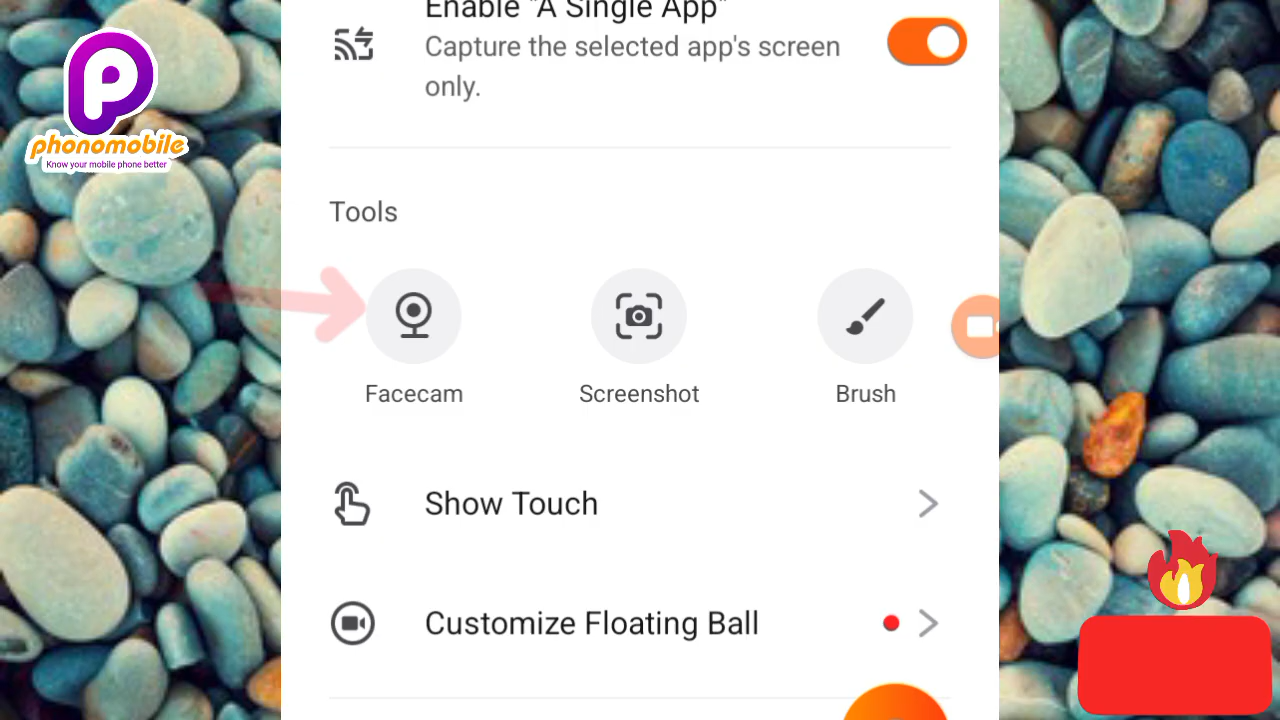 Enable "A Single App"
Capture the selected app's screen
only.
phonomobile
Know your mobile phone better
Tools
Facecam
Screenshot
Brush
Show Touch
Customize Floating Ball